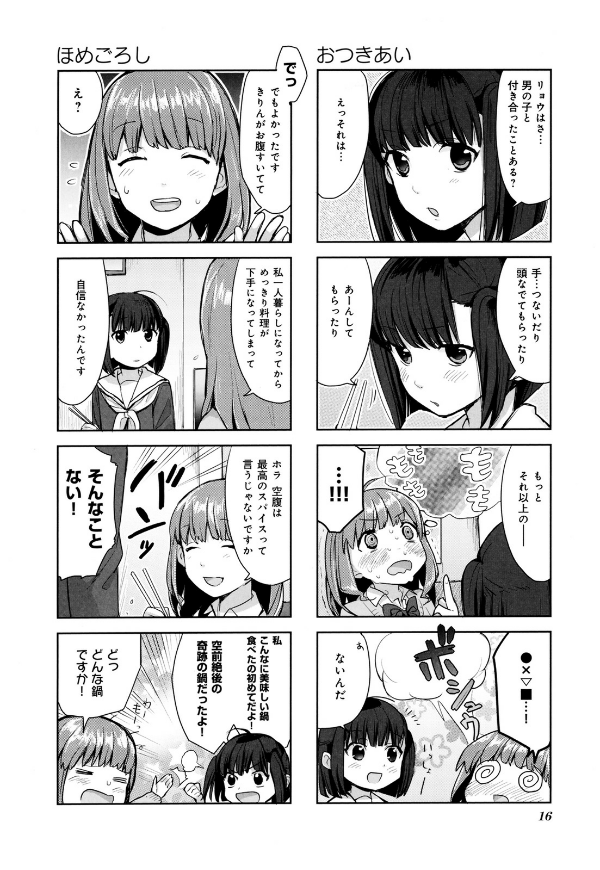 おつきあい
リョウはさ…
男の子と
付き合ったことある?
えっそれは…
手…つないだり
頭なでてもらったり
あーんして
もらったり
もっと
それ以上の――
モモモモ
…!!!
●×▽■…!
ボシュウ
あ、
ないんだ
ほめごろし
でっ
でもよかったです
きりんがお腹すいてて
え?
私一人暮らしになってから
めっきり料理が
下手になってしまって
自信なかったんです
ホラ 空腹は
最高のスパイスって
言うじゃないですか
バンッ
そんなこと
ない!
私
こんなに美味しい鍋
食べたの初めてだよ!
空前絶後の
奇跡の鍋だったよ!
わもーっ
どっ
どんな鍋
ですか!
16